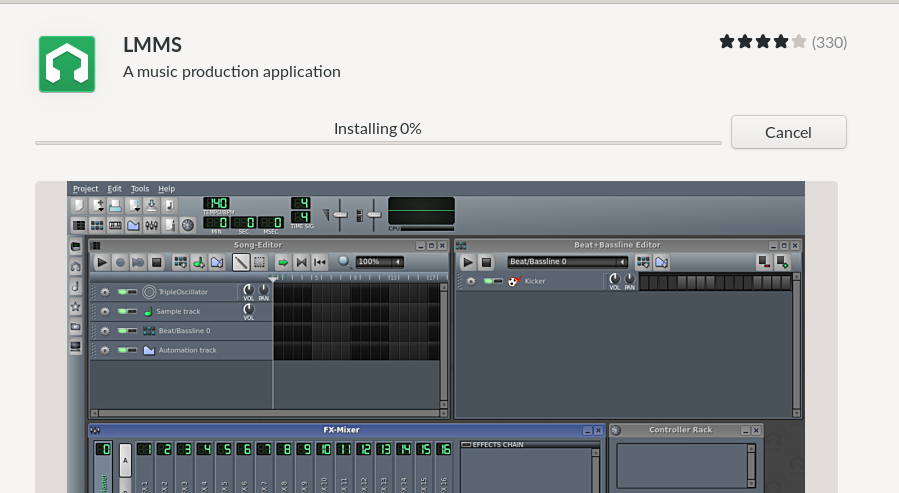 LMMS
(330)
A music production application
Installing 0%
Cancel
Project Edit Tools Help
140
TEMPO/BPM
4
4
TIME SIG
0 0 0
MIN SEC MSEC
CPU
Song-Editor
100%
TripleOscillator
VOL PAN
Sample track
VOL
Beat/Bassline 0
Automation track
Beat+Bassline Editor
Beat/Bassline 0
Kicker
VOL PAN
FX-Mixer
0 A 1 2 3 4 5 6 7 8 9 10 11 12 13 14 15 16
EFFECTS CHAIN
Controller Rack